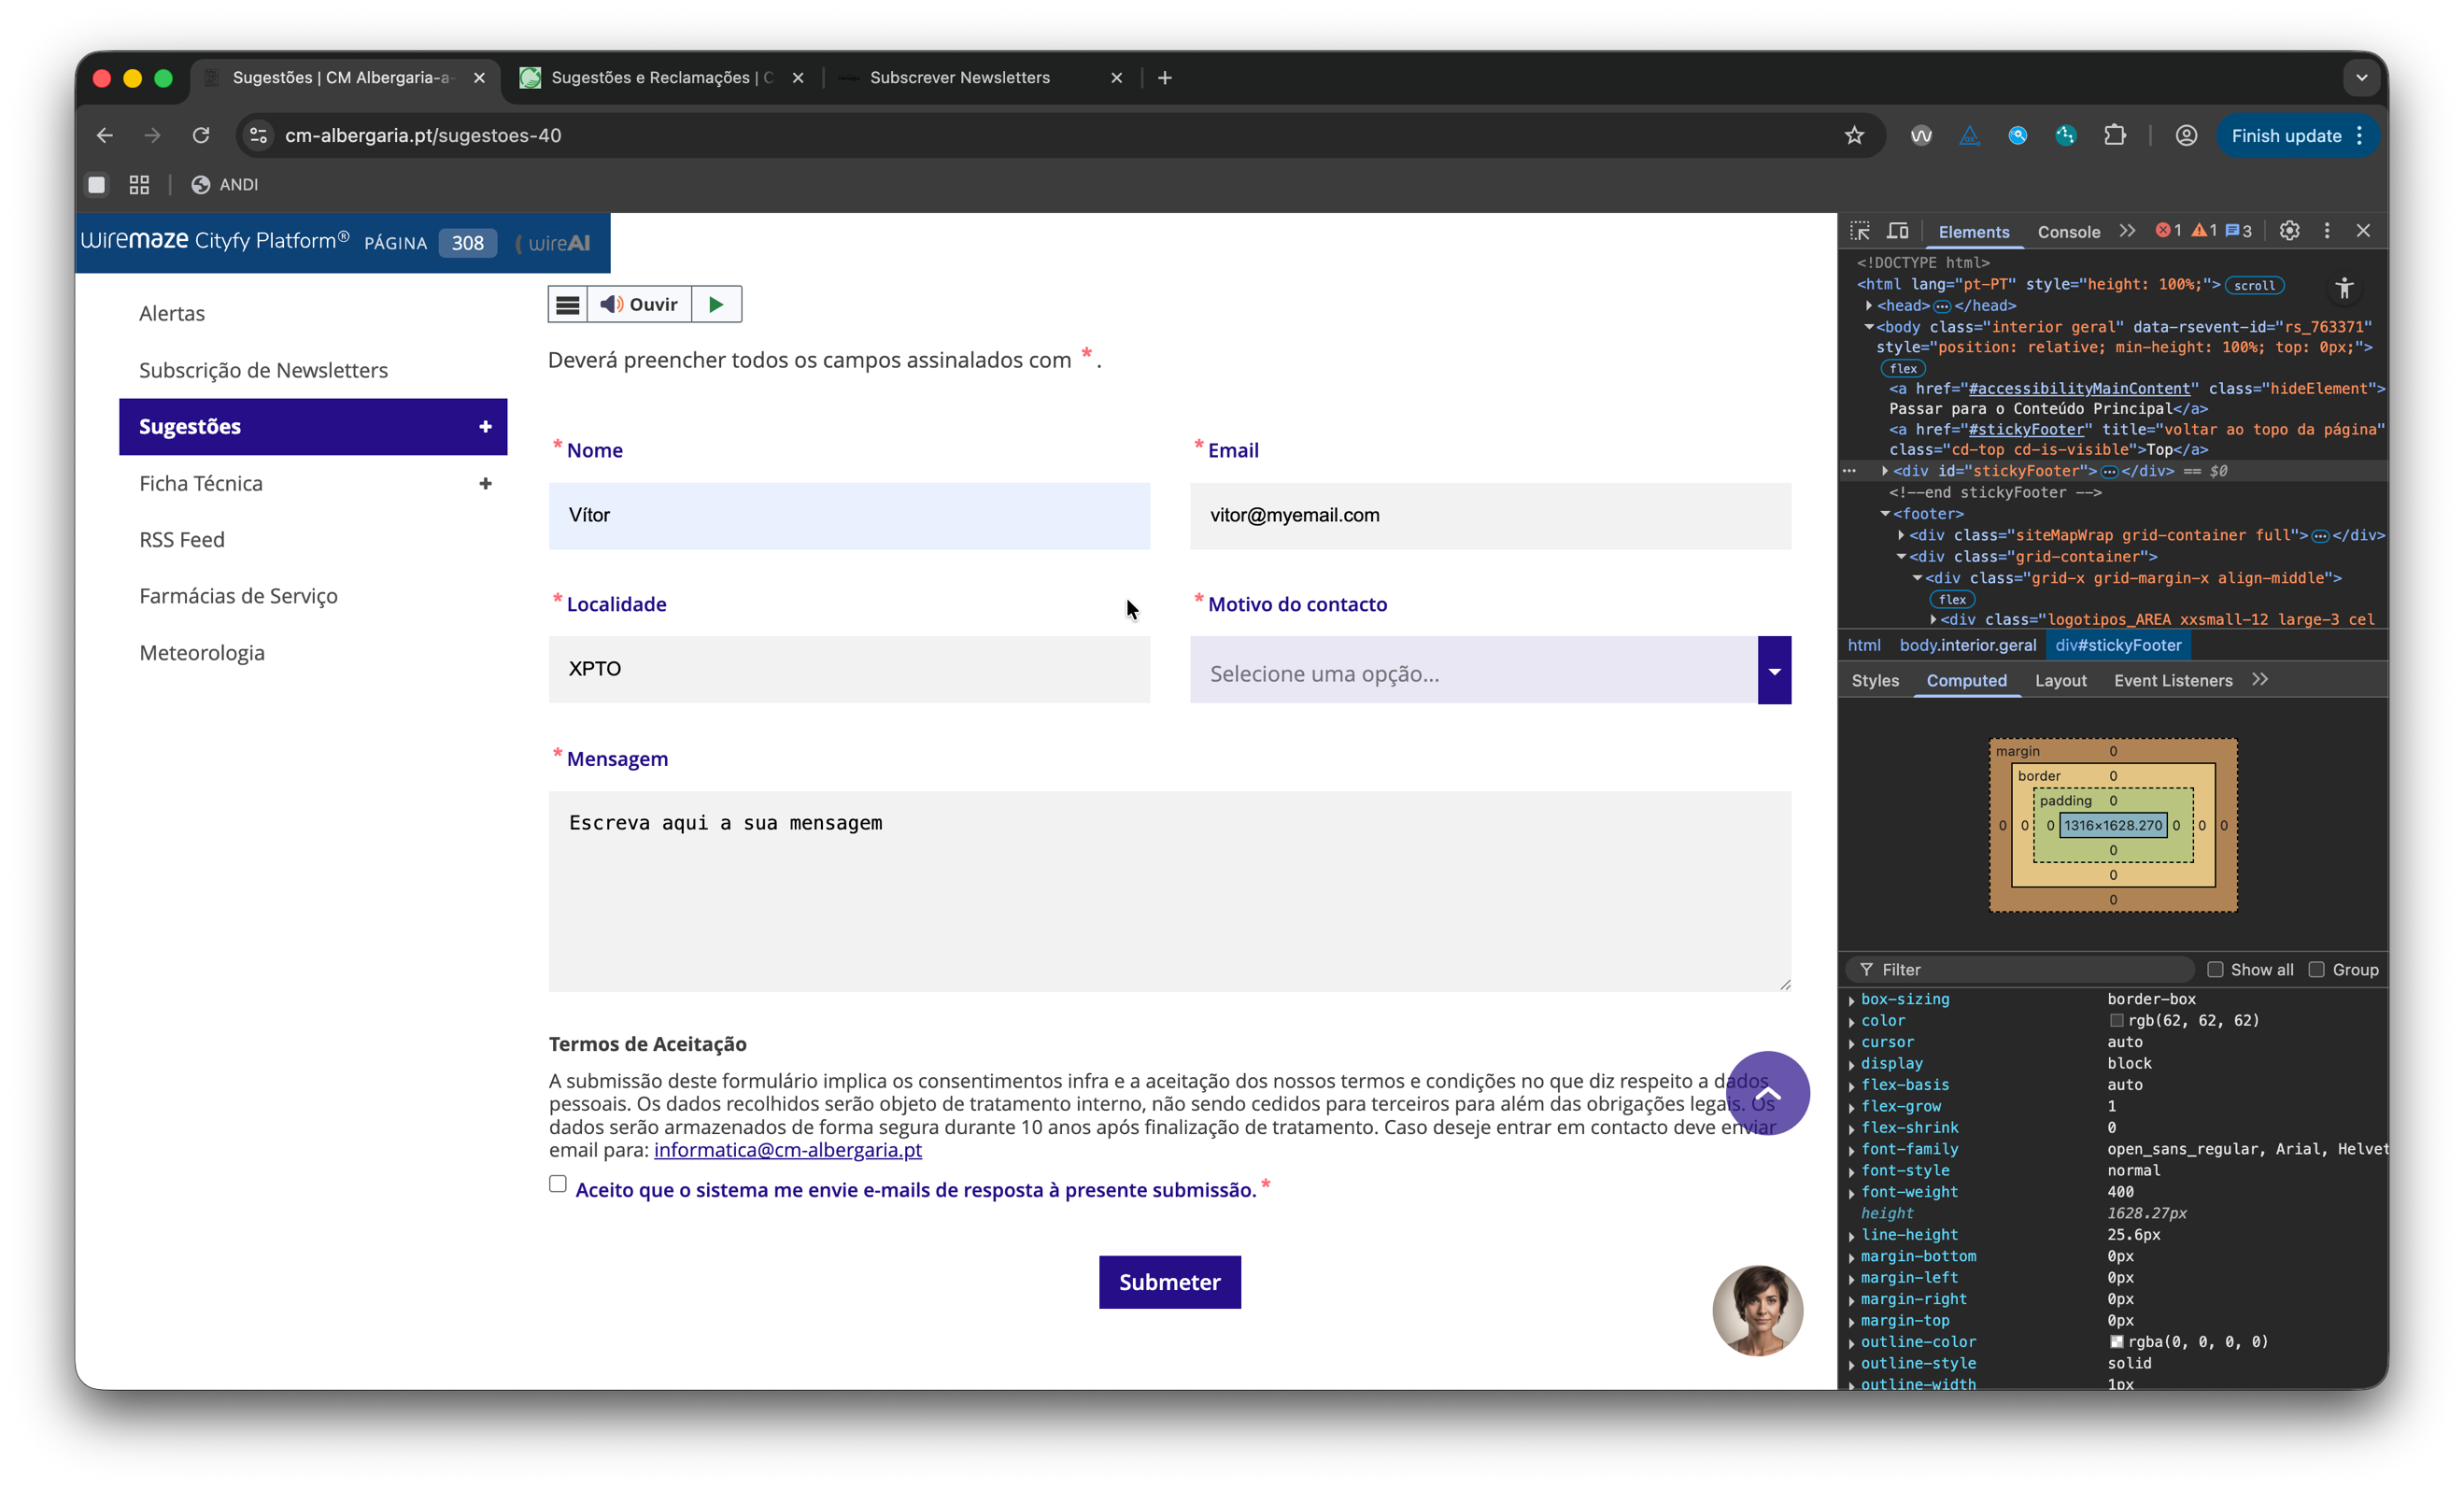 Sugestões | CM Albergaria-a-
Sugestões e Reclamações | C
Subscrever Newsletters
cm-albergaria.pt/sugestoes-40
Finish update
ANDI
wiremaze Cityfy Platform® PÁGINA 308 ( wireAI
Alertas
Subscrição de Newsletters
Sugestões +
Ficha Técnica +
RSS Feed
Farmácias de Serviço
Meteorologia
Ouvir
Deverá preencher todos os campos assinalados com * .
* Nome
Vítor
* Email
vitor@myemail.com
* Localidade
XPTO
* Motivo do contacto
Selecione uma opção...
* Mensagem
Escreva aqui a sua mensagem
Termos de Aceitação
A submissão deste formulário implica os consentimentos infra e a aceitação dos nossos termos e condições no que diz respeito a dados
pessoais. Os dados recolhidos serão objeto de tratamento interno, não sendo cedidos para terceiros para além das obrigações legais. Os
dados serão armazenados de forma segura durante 10 anos após finalização de tratamento. Caso deseje entrar em contacto deve enviar
email para: informatica@cm-albergaria.pt
Aceito que o sistema me envie e-mails de resposta à presente submissão. *
Submeter
Elements Console >> 1 1 3
<!DOCTYPE html>
<html lang="pt-PT" style="height: 100%;"> scroll
<head> … </head>
<body class="interior geral" data-rsevent-id="rs_763371"
style="position: relative; min-height: 100%; top: 0px;">
flex
<a href="#accessibilityMainContent" class="hideElement">
Passar para o Conteúdo Principal</a>
<a href="#stickyFooter" title="voltar ao topo da página"
class="cd-top cd-is-visible">Top</a>
… <div id="stickyFooter"> … </div> == $0
<!--end stickyFooter -->
<footer>
<div class="siteMapWrap grid-container full"> … </div>
<div class="grid-container">
<div class="grid-x grid-margin-x align-middle">
flex
<div class="logotipos_AREA xxsmall-12 large-3 cel
html body.interior.geral div#stickyFooter
Styles Computed Layout Event Listeners >>
margin 0
border 0
padding 0
0 0 0 1316×1628.270 0 0 0
0
0
0
Filter Show all Group
box-sizing border-box
color rgb(62, 62, 62)
cursor auto
display block
flex-basis auto
flex-grow 1
flex-shrink 0
font-family open_sans_regular, Arial, Helvet
font-style normal
font-weight 400
height 1628.27px
line-height 25.6px
margin-bottom 0px
margin-left 0px
margin-right 0px
margin-top 0px
outline-color rgba(0, 0, 0, 0)
outline-style solid
outline-width 1px